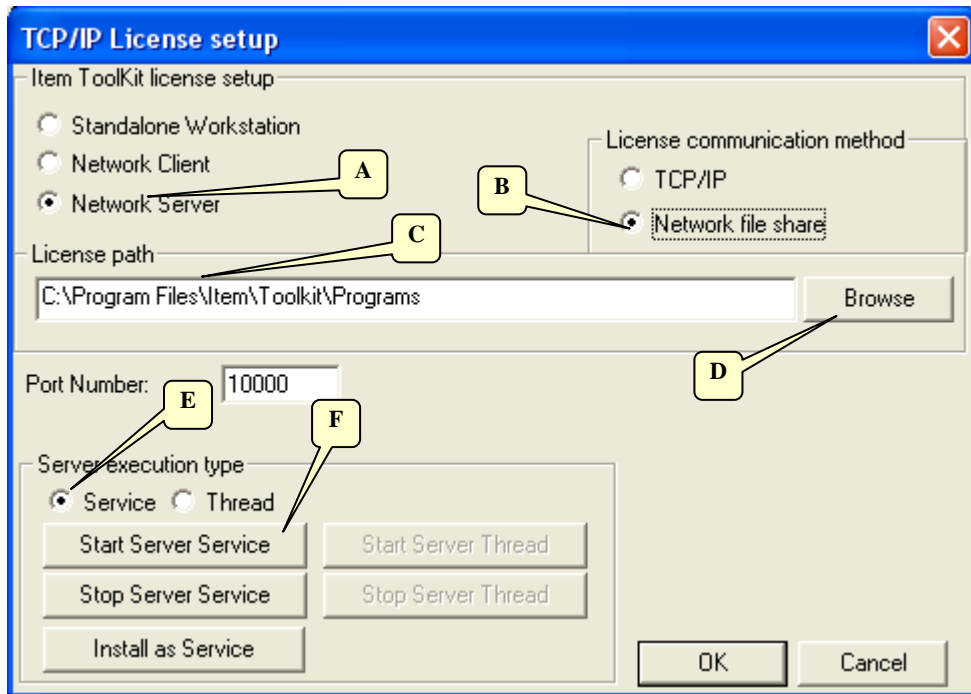 TCP/IP License setup
Item ToolKit license setup
Standalone Workstation
Network Client
Network Server
A
License communication method
TCP/IP
B
Network file share
C
License path
C:\Program Files\Item\Toolkit\Programs
Browse
D
Port Number:
10000
E
F
Server execution type
Service
Thread
Start Server Service
Start Server Thread
Stop Server Service
Stop Server Thread
Install as Service
OK
Cancel